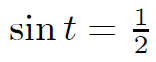 sin t = 1/2